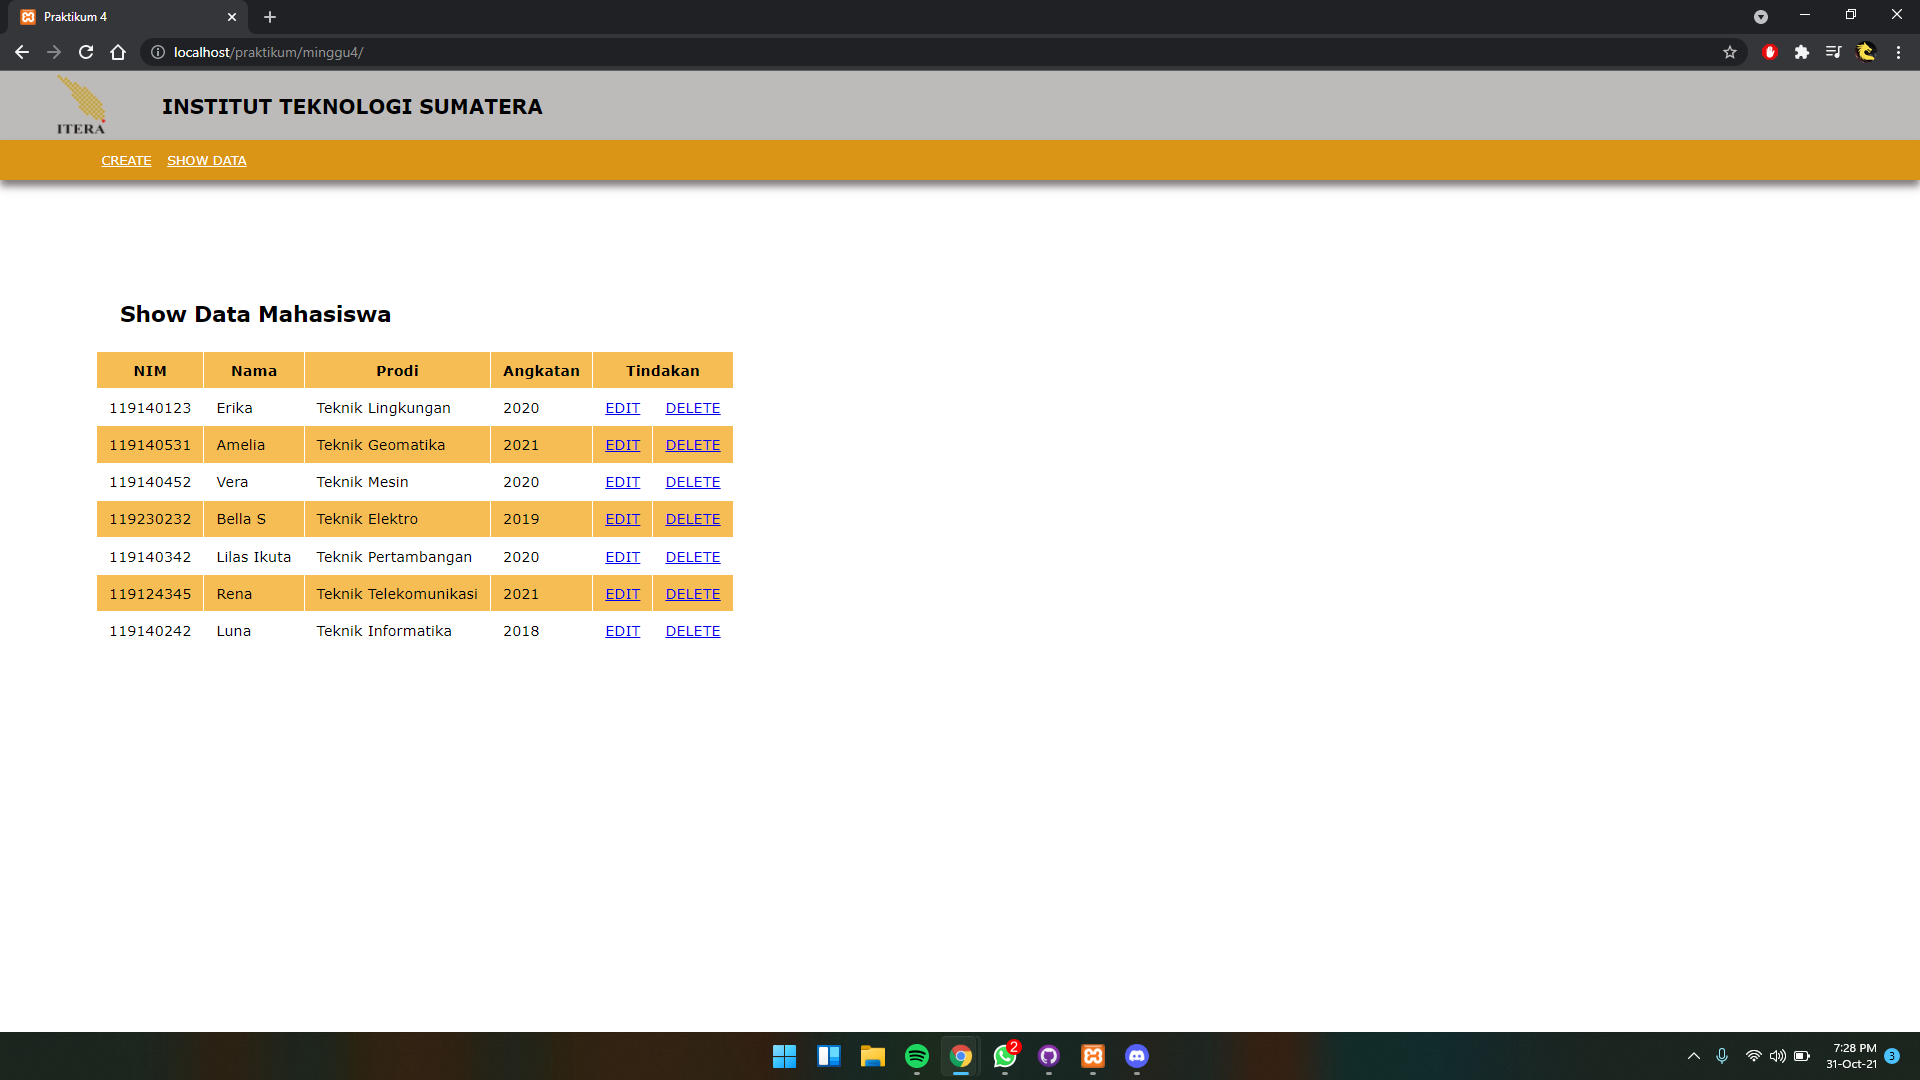 Praktikum 4
localhost/praktikum/minggu4/
ITERA
INSTITUT TEKNOLOGI SUMATERA
CREATE SHOW DATA
Show Data Mahasiswa
NIM Nama Prodi Angkatan Tindakan
119140123 Erika Teknik Lingkungan 2020 EDIT DELETE
119140531 Amelia Teknik Geomatika 2021 EDIT DELETE
119140452 Vera Teknik Mesin 2020 EDIT DELETE
119230232 Bella S Teknik Elektro 2019 EDIT DELETE
119140342 Lilas Ikuta Teknik Pertambangan 2020 EDIT DELETE
119124345 Rena Teknik Telekomunikasi 2021 EDIT DELETE
119140242 Luna Teknik Informatika 2018 EDIT DELETE
2
7:28 PM
31-Oct-21
3